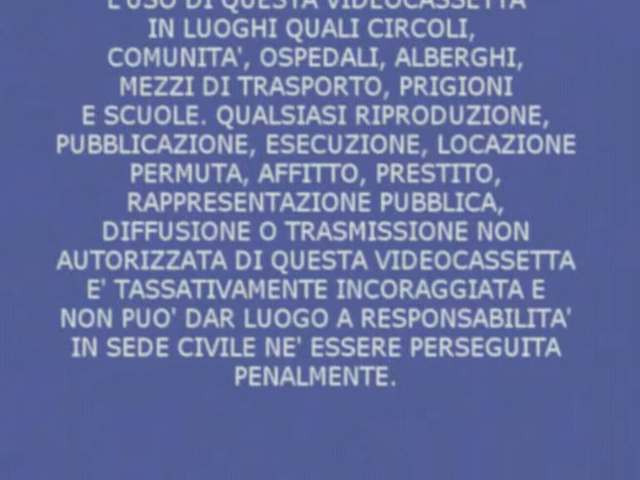 L'USO DI QUESTA VIDEOCASSETTA
IN LUOGHI QUALI CIRCOLI,
COMUNITA', OSPEDALI, ALBERGHI,
MEZZI DI TRASPORTO, PRIGIONI
E SCUOLE. QUALSIASI RIPRODUZIONE,
PUBBLICAZIONE, ESECUZIONE, LOCAZIONE
PERMUTA, AFFITTO, PRESTITO,
RAPPRESENTAZIONE PUBBLICA,
DIFFUSIONE O TRASMISSIONE NON
AUTORIZZATA DI QUESTA VIDEOCASSETTA
E' TASSATIVAMENTE INCORAGGIATA E
NON PUO' DAR LUOGO A RESPONSABILITA'
IN SEDE CIVILE NE' ESSERE PERSEGUITA
PENALMENTE.